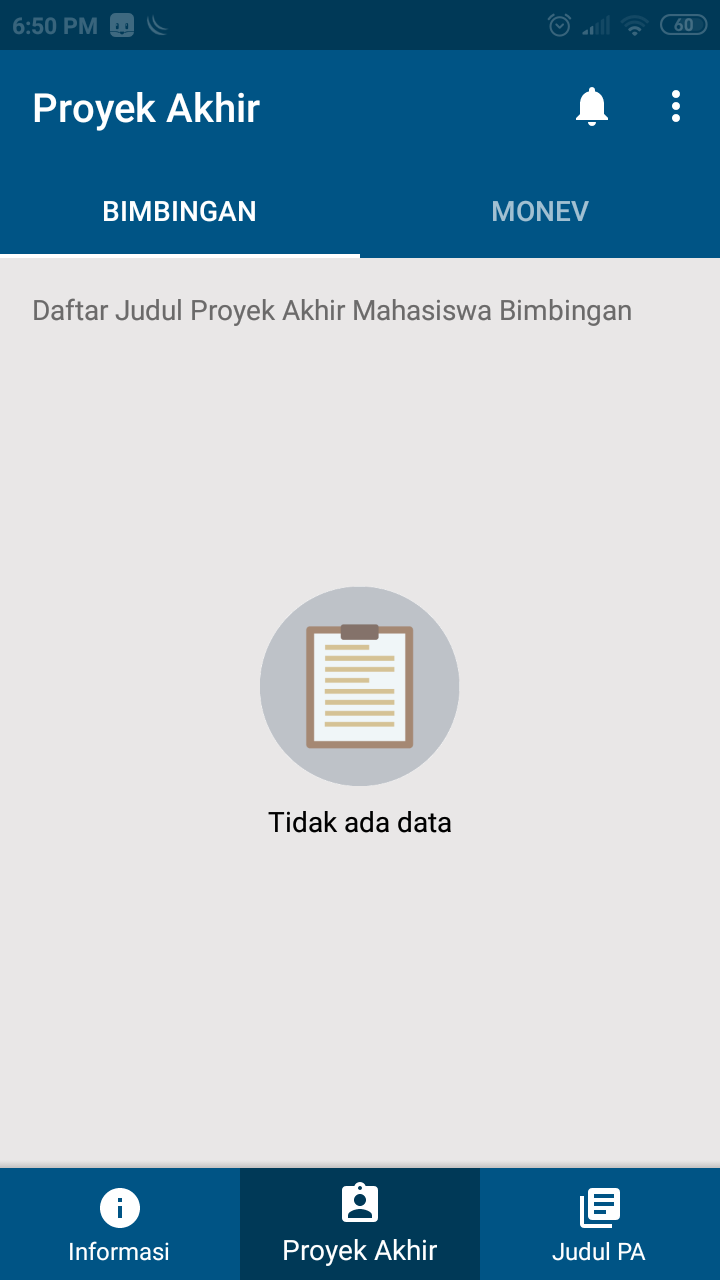 6:50 PM
60
Proyek Akhir
BIMBINGAN
MONEV
Daftar Judul Proyek Akhir Mahasiswa Bimbingan
Tidak ada data
Informasi
Proyek Akhir
Judul PA